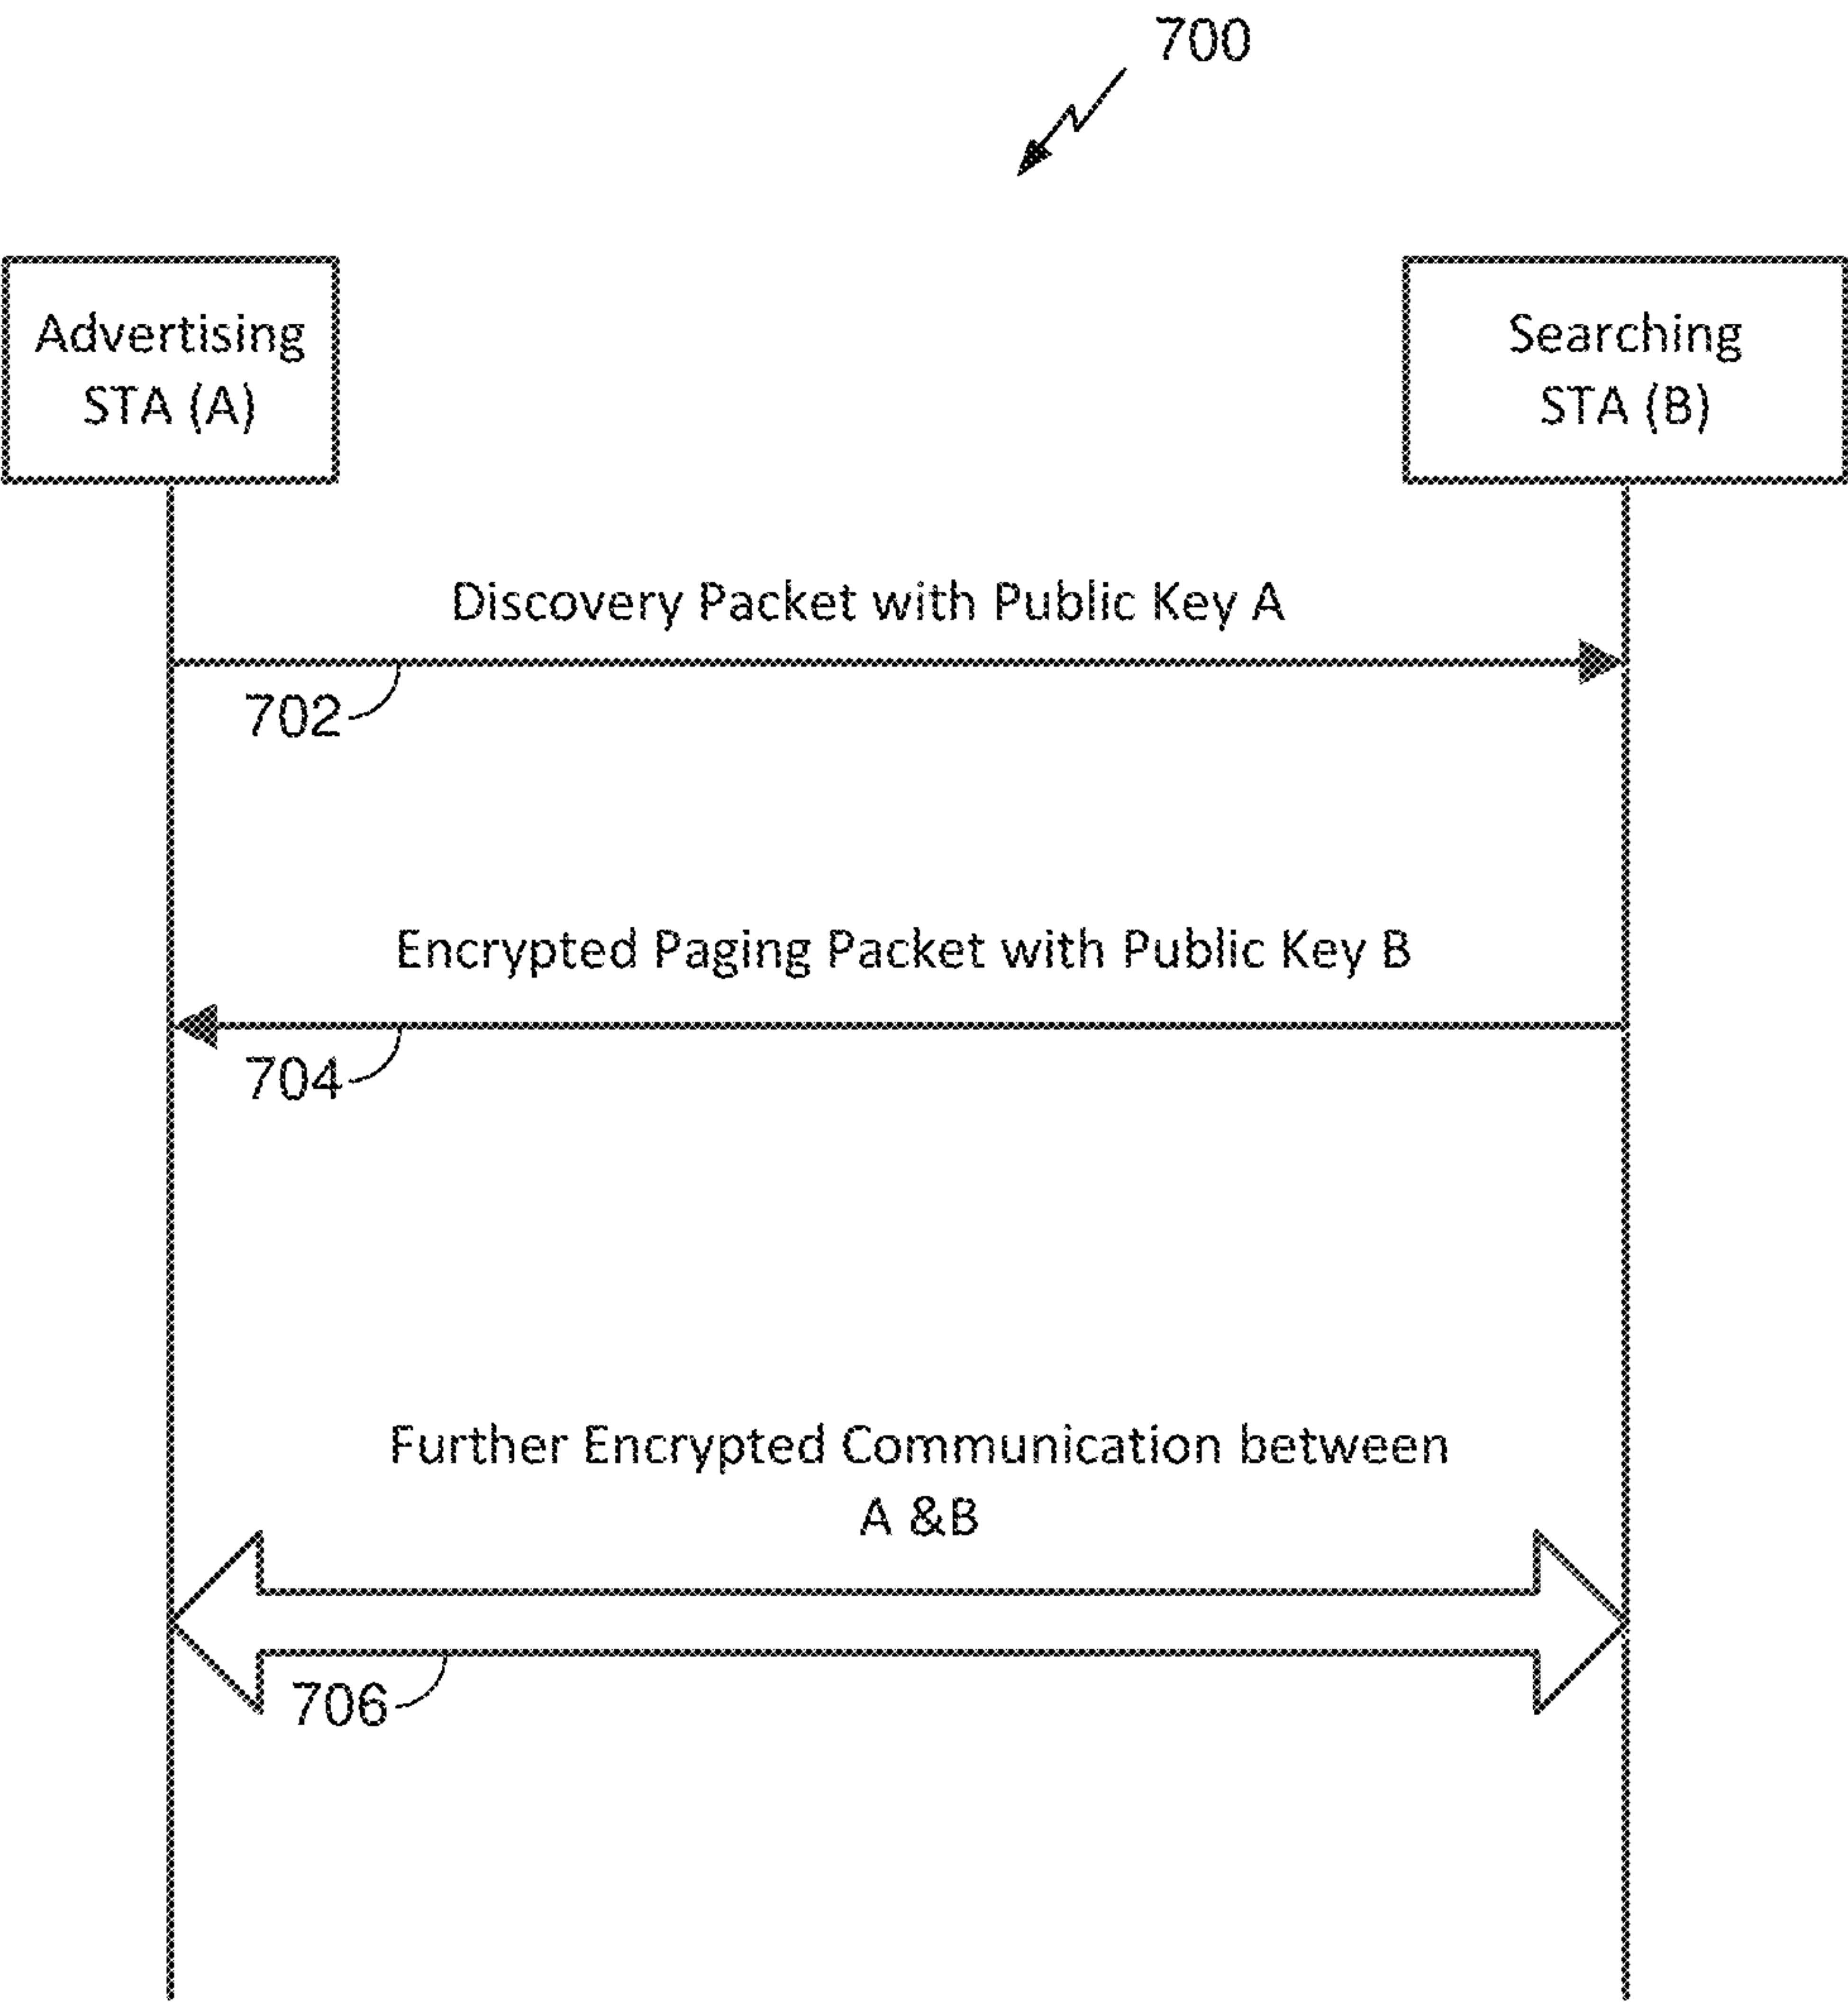 700
Advertising
STA (A)
Searching
STA (B)
Discovery Packet with Public Key A
702
Encrypted Paging Packet with Public Key B
704
Further Encrypted Communication between
A &B
706